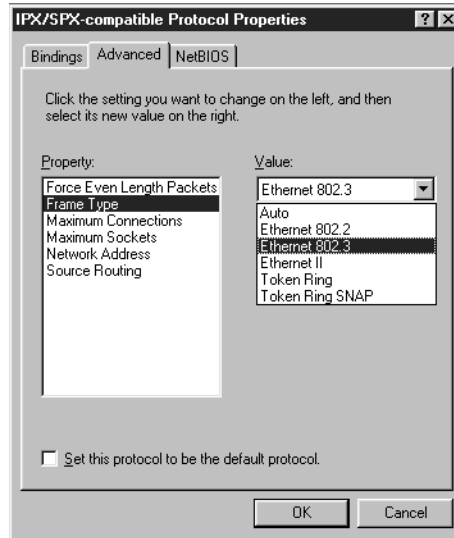 IPX/SPX-compatible Protocol Properties
Bindings Advanced NetBIOS
Click the setting you want to change on the left, and then
select its new value on the right.
Property:
Force Even Length Packets
Frame Type
Maximum Connections
Maximum Sockets
Network Address
Source Routing
Value:
Ethernet 802.3
Auto
Ethernet 802.2
Ethernet 802.3
Ethernet II
Token Ring
Token Ring SNAP
Set this protocol to be the default protocol.
OK Cancel